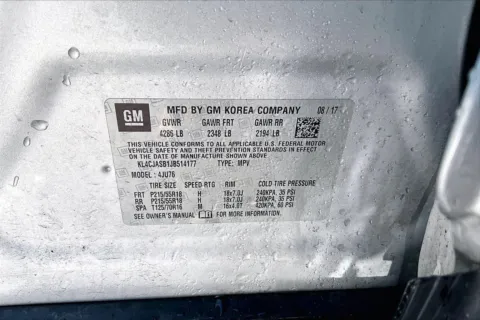 GM
MFD BY GM KOREA COMPANY 08/17
GVWR GAWR FRT GAWR RR
4286 LB 2348 LB 2194 LB
THIS VEHICLE CONFORMS TO ALL APPLICABLE U.S. FEDERAL MOTOR
VEHICLE SAFETY AND THEFT PREVENTION STANDARDS IN EFFECT ON
THE DATE OF MANUFACTURE SHOWN ABOVE.
KL4CJASB1JB514177 TYPE: MPV
MODEL : 4JU76
TIRE SIZE SPEED-RTG RIM COLD TIRE PRESSURE
FRT P215/55R18 H 18x7.0J 240KPA, 35 PSI
RR P215/55R18 H 18x7.0J 240KPA, 35 PSI
SPA T125/70R16 M 16x4.0T 420KPA, 60 PSI
SEE OWNER'S MANUAL FOR MORE INFORMATION